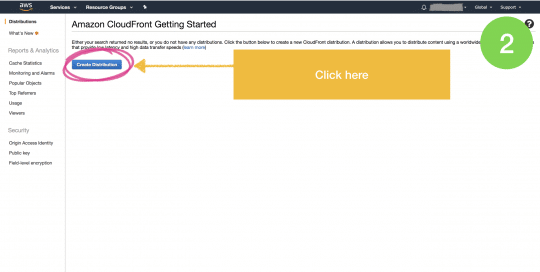 aws
Services
Resource Groups
Global
Support
Distributions
What's New
Reports & Analytics
Cache Statistics
Monitoring and Alarms
Popular Objects
Top Referrers
Usage
Viewers
Security
Origin Access Identity
Public key
Field-level encryption
Amazon CloudFront Getting Started
?
2
Either your search returned no results, or you do not have any distributions. Click the button below to create a new CloudFront distribution. A distribution allows you to distribute content using a worldwide
that provide low latency and high data transfer speeds (learn more)
Create Distribution
Click here